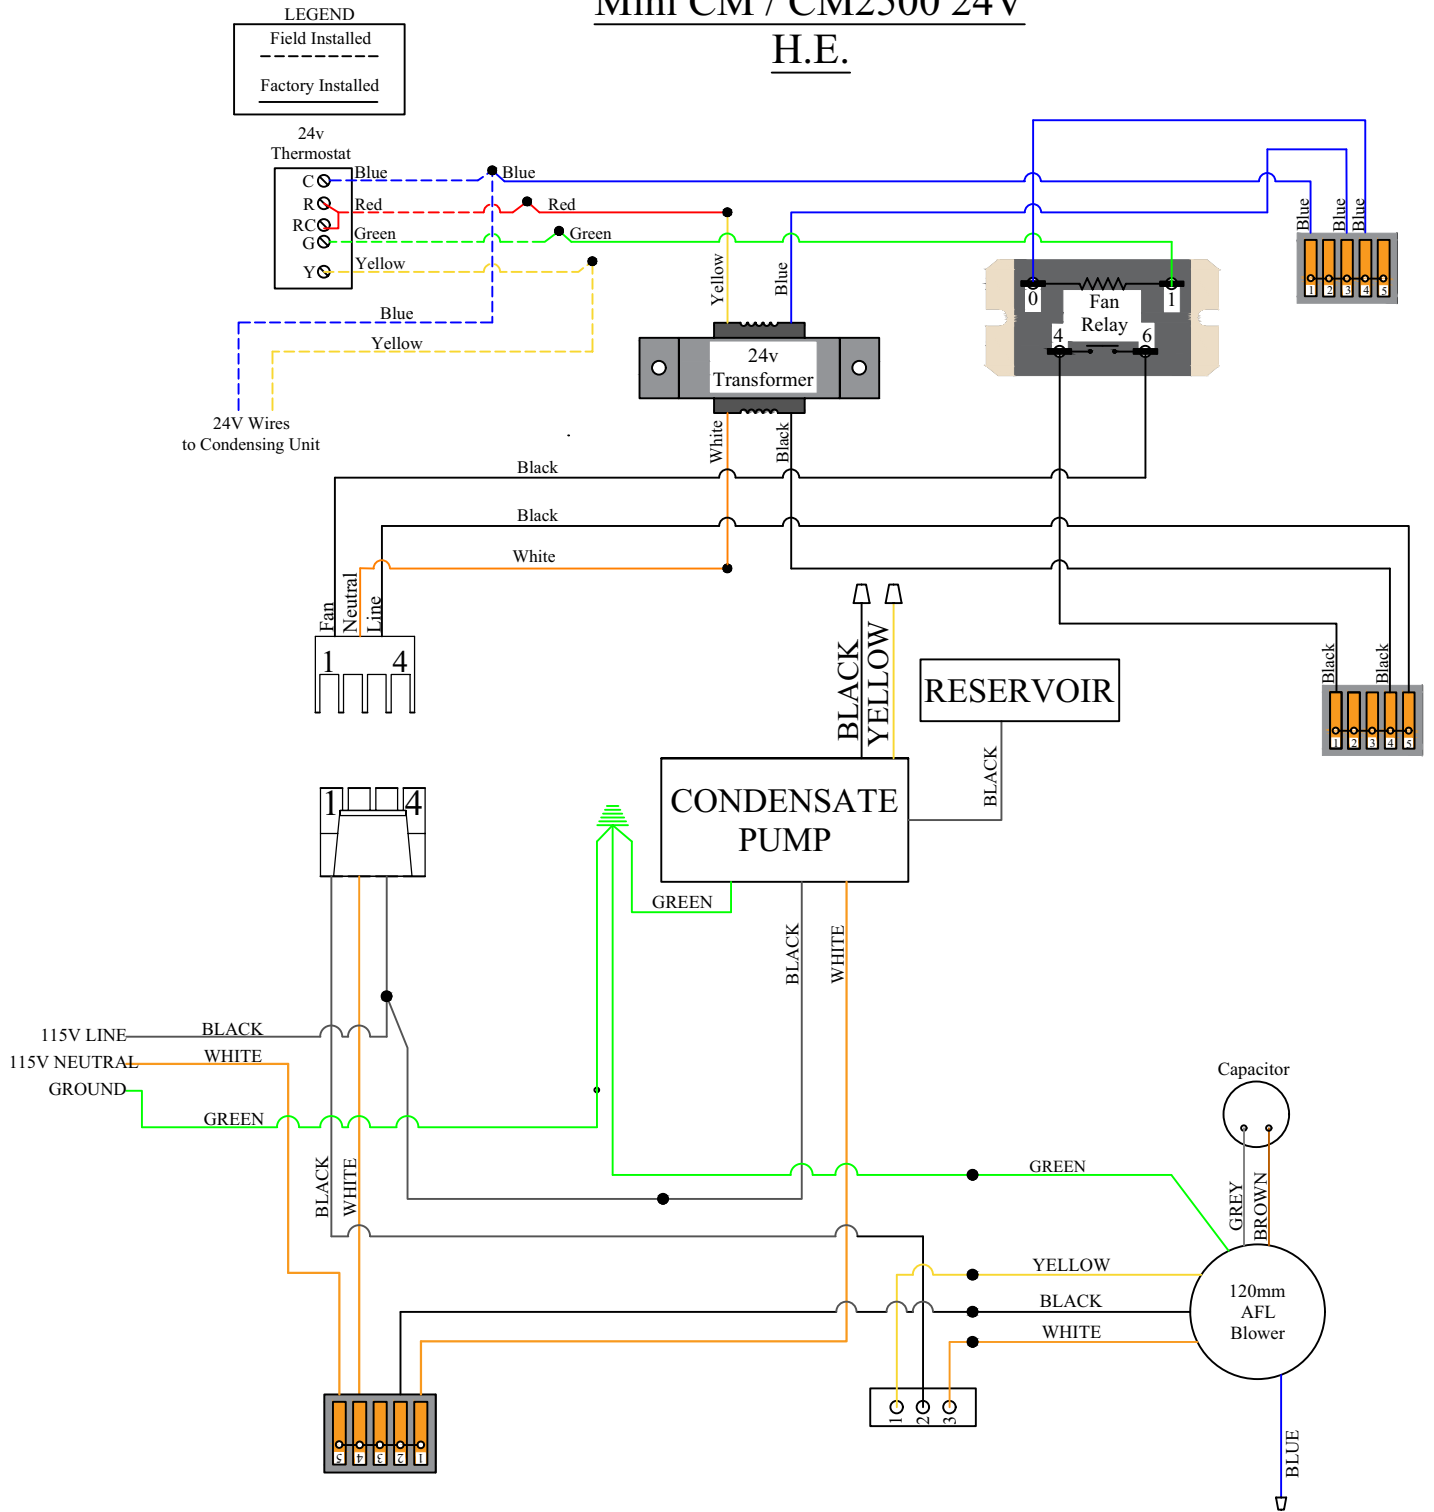 Mini CM / CM2500 24V
H.E.
LEGEND
Field Installed
Factory Installed
24v
Thermostat
C
R
RC
G
Y
Blue
Blue
Red
Red
Green
Green
Yellow
Blue
Yellow
24V Wires
to Condensing Unit
Yellow
Blue
24v
Transformer
White
Black
0
1
Fan
Relay
4
6
Blue
Blue
Blue
1 2 3 4 5
Black
Black
White
Fan
Neutral
Line
1 4
Black
Black
1 2 3 4 5
BLACK
YELLOW
RESERVOIR
BLACK
CONDENSATE
PUMP
1 4
GREEN
BLACK
WHITE
115V LINE
BLACK
115V NEUTRAL
WHITE
GROUND
GREEN
BLACK
WHITE
Capacitor
GREY
BROWN
GREEN
YELLOW
BLACK
WHITE
120mm
AFL
Blower
1 2 3
BLUE
5 4 3 2 1